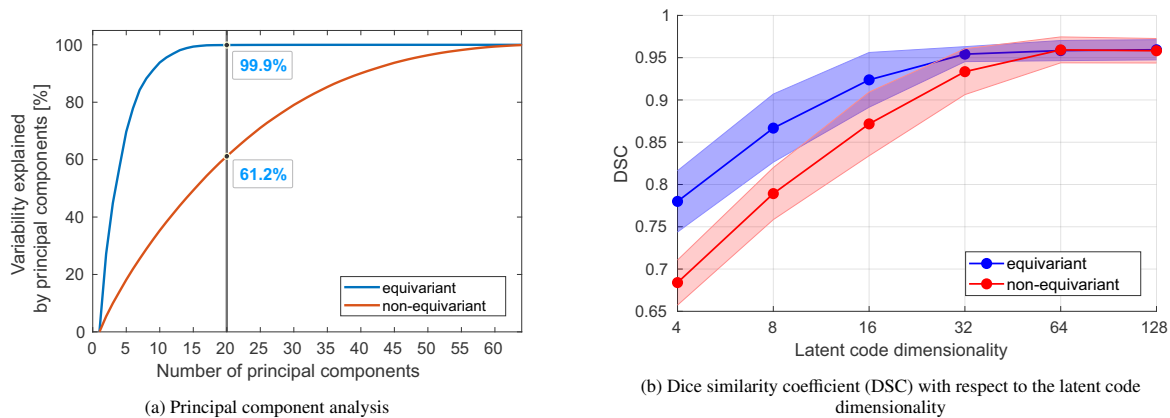 100
80
60
40
20
0
Variability explained
by principal components [%]
99.9%
61.2%
equivariant
non-equivariant
0 5 10 15 20 25 30 35 40 45 50 55 60
Number of principal components
(a) Principal component analysis
1
0.95
0.9
0.85
0.8
0.75
0.7
0.65
DSC
equivariant
non-equivariant
4 8 16 32 64 128
Latent code dimensionality
(b) Dice similarity coefficient (DSC) with respect to the latent code
dimensionality